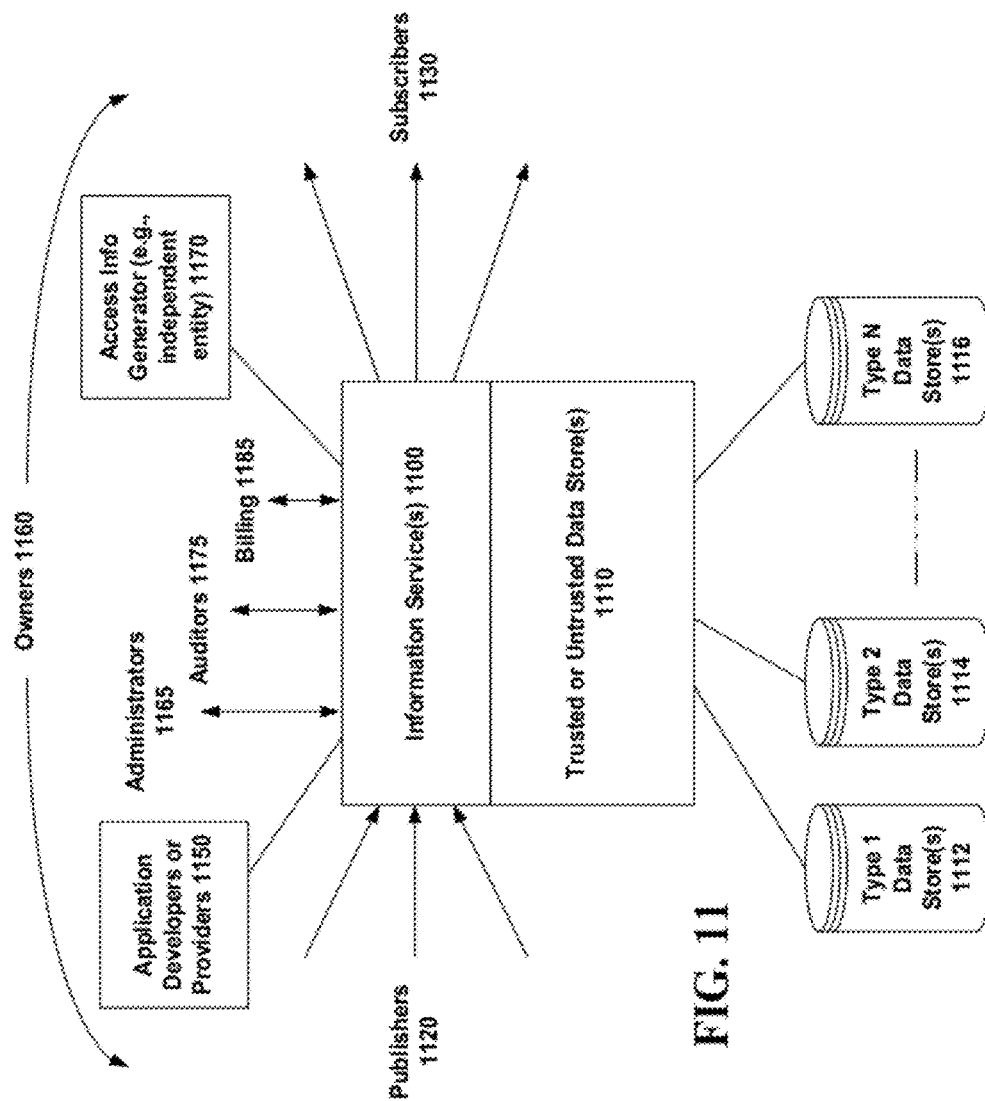 Owners 1160
Application
Developers or
Providers 1150
Administrators
1165
Auditors 1175
Billing 1185
Access Info
Generator (e.g.,
independent
entity) 1170
Publishers
1120
Information Service(s) 1100
Subscribers
1130
Trusted or Untrusted Data Store(s)
1110
Type 1
Data
Store(s)
1112
Type 2
Data
Store(s)
1114
Type N
Data
Store(s)
1116
FIG. 11